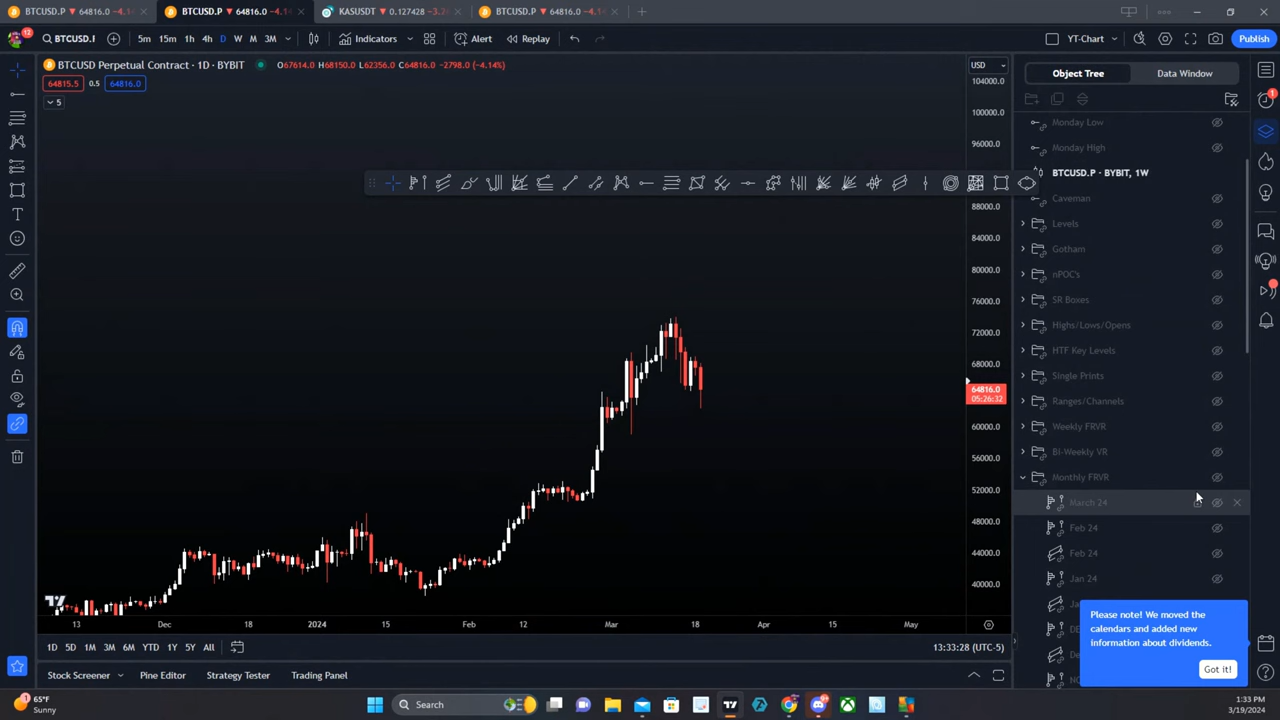 BTCUSD.P ▼ 64816.0 -4.1
BTCUSD.P ▼ 64816.0 -4.1
KASUSDT ▼ 0.127428 -3.2
BTCUSD.P ▼ 64816.0 -4.1
BTCUSD.I
5m 15m 1h 4h D W M 3M
Indicators
Alert
Replay
YT-Chart
Publish
BTCUSD Perpetual Contract · 1D · BYBIT O67614.0 H68150.0 L62356.0 C64816.0 -2798.0 (-4.14%)
64815.5 0.5 64816.0
5
USD
104000.0
100000.0
96000.0
88000.0
84000.0
80000.0
76000.0
72000.0
68000.0
64816.0
05:26:32
60000.0
56000.0
52000.0
48000.0
44000.0
40000.0
13 Dec 18 2024 15 Feb 12 Mar 18 Apr 15 May
1D 5D 1M 3M 6M YTD 1Y 5Y All
13:33:28 (UTC-5)
Stock Screener
Pine Editor
Strategy Tester
Trading Panel
12
Object Tree
Data Window
Monday Low
Monday High
BTCUSD.P · BYBIT, 1W
Caveman
Levels
Gotham
nPOC's
SR Boxes
Highs/Lows/Opens
HTF Key Levels
Single Prints
Ranges/Channels
Weekly FRVR
Bi-Weekly VR
Monthly FRVR
March 24
Feb 24
Feb 24
Jan 24
Please note! We moved the
calendars and added new
information about dividends.
Got it!
1
65°F
Sunny
Search
1:33 PM
3/19/2024